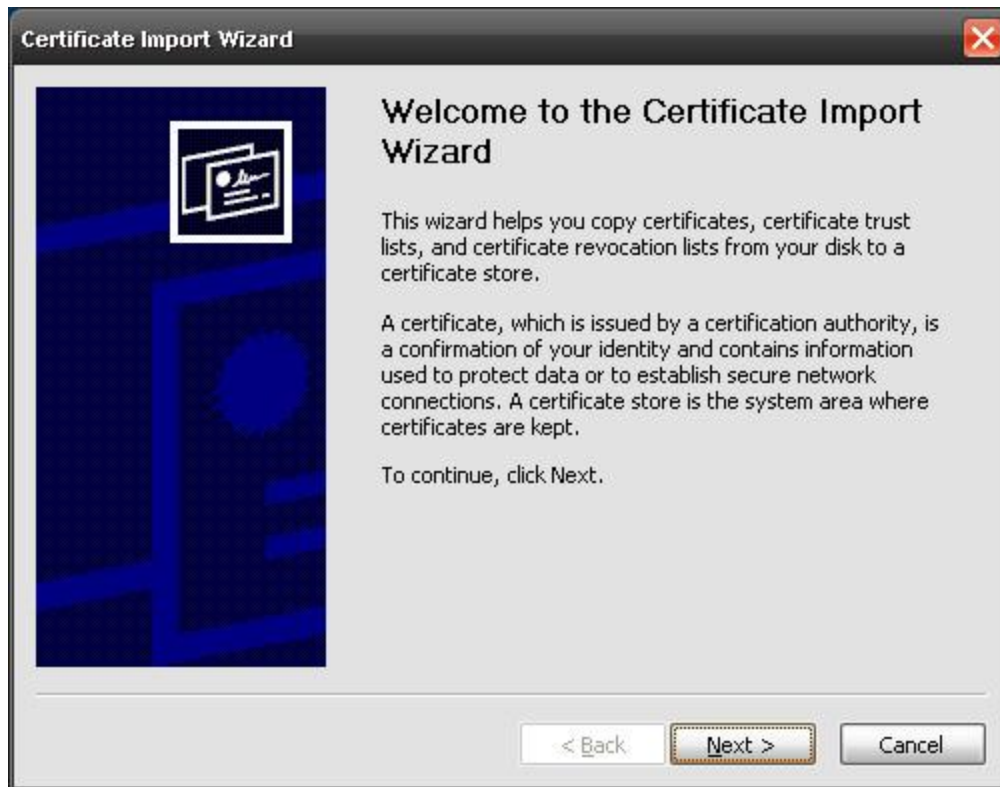 Certificate Import Wizard
Welcome to the Certificate Import
Wizard
This wizard helps you copy certificates, certificate trust
lists, and certificate revocation lists from your disk to a
certificate store.
A certificate, which is issued by a certification authority, is
a confirmation of your identity and contains information
used to protect data or to establish secure network
connections. A certificate store is the system area where
certificates are kept.
To continue, click Next.
< Back
Next >
Cancel